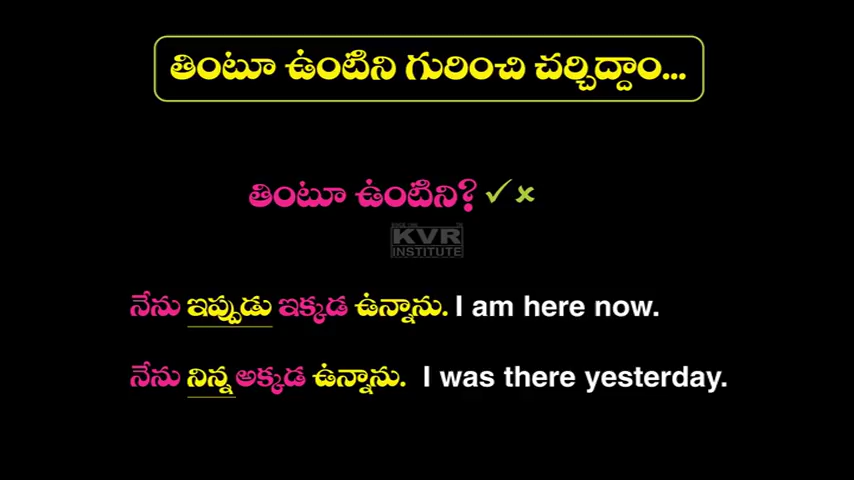 తింటూ ఉంటిని గురించి చర్చిద్దాం...
తింటూ ఉంటిని? ✓✘
KVR
INSTITUTE
నేను ఇప్పుడు ఇక్కడ ఉన్నాను. I am here now.
నేను నిన్న అక్కడ ఉన్నాను. I was there yesterday.